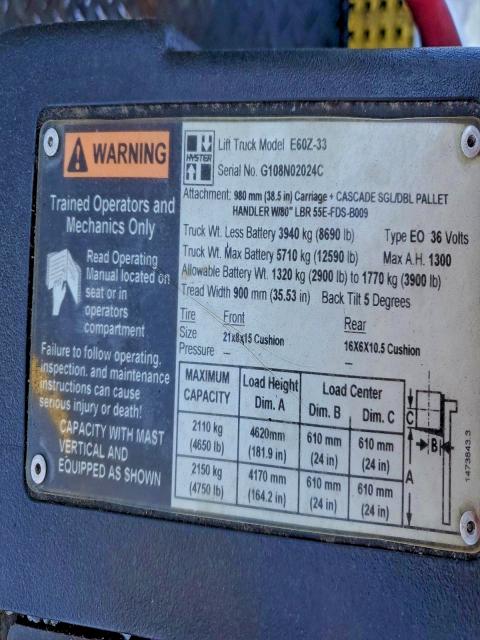 WARNING
Trained Operators and
Mechanics Only
Read Operating
Manual located on
seat or in
operators
compartment
Failure to follow operating,
inspection, and maintenance
instructions can cause
serious injury or death!
CAPACITY WITH MAST
VERTICAL AND
EQUIPPED AS SHOWN
HYSTER
Lift Truck Model E60Z-33
Serial No. G108N02024C
Attachment: 980 mm (38.5 in) Carriage + CASCADE SGL/DBL PALLET
HANDLER W/80" LBR 55E-FDS-B009
Truck Wt. Less Battery 3940 kg (8690 lb) Type EO 36 Volts
Truck Wt. Max Battery 5710 kg (12590 lb) Max A.H. 1300
Allowable Battery Wt. 1320 kg (2900 lb) to 1770 kg (3900 lb)
Tread Width 900 mm (35.53 in) Back Tilt 5 Degrees
Tire Front Rear
Size 21x8x15 Cushion 16X6X10.5 Cushion
Pressure – –
MAXIMUM CAPACITY Load Height Dim. A Load Center Dim. B Dim. C
2110 kg 4620mm 610 mm 610 mm
(4650 lb) (181.9 in) (24 in) (24 in)
2150 kg 4170 mm 610 mm 610 mm
(4750 lb) (164.2 in) (24 in) (24 in)
C
B
A
1473843.3